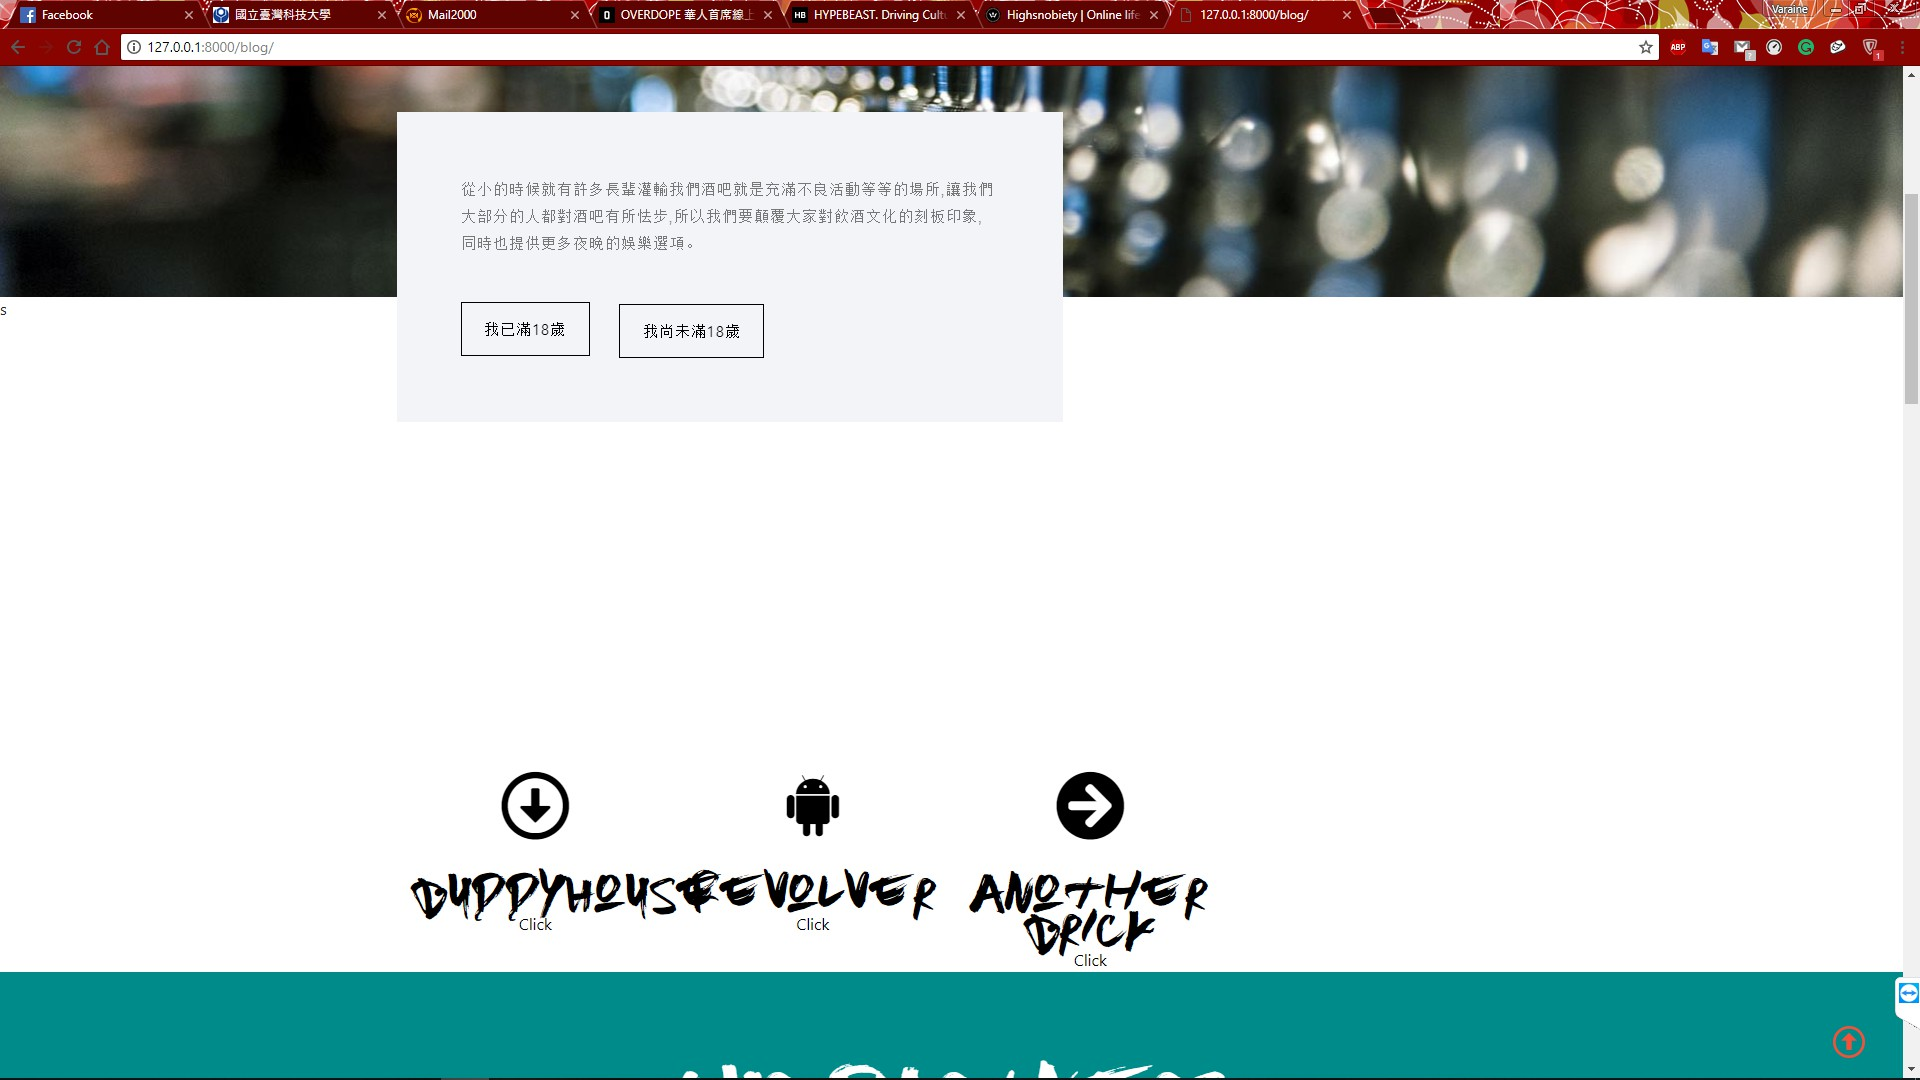 Facebook
國立臺灣科技大學
Mail2000
OVERDOPE 華人首席線上
HYPEBEAST. Driving Cult
Highsnobiety | Online life
127.0.0.1:8000/blog/
Varaine
127.0.0.1:8000/blog/
ABP
從小的時候就有許多長輩灌輸我們酒吧就是充滿不良活動等等的場所,讓我們
大部分的人都對酒吧有所怯步,所以我們要顛覆大家對飲酒文化的刻板印象,
同時也提供更多夜晚的娛樂選項。
s
我已滿18歲
我尚未滿18歲
BUDDYHOUSE
REVOLVER
ANOTHER
BRICK
Click
Click
Click